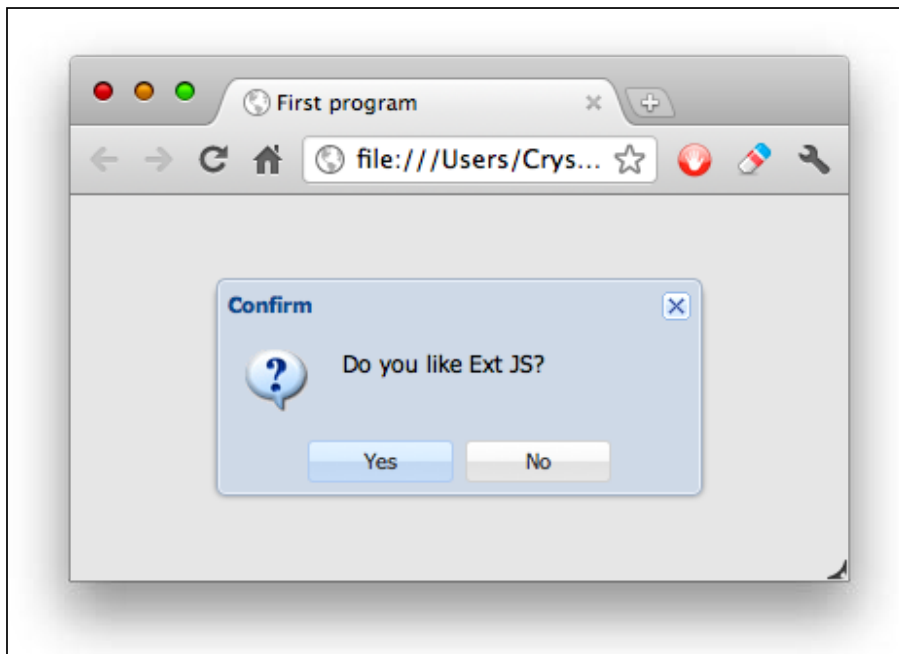 First program
file:///Users/Crys...
Confirm
Do you like Ext JS?
Yes
No